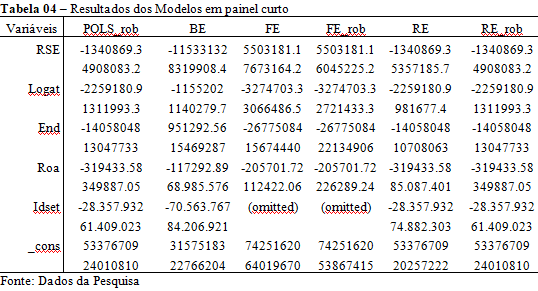 Tabela 04 – Resultados dos Modelos em painel curto
Variáveis POLS_rob BE FE FE_rob RE RE_rob
RSE -1340869.3 -11533132 5503181.1 5503181.1 -1340869.3 -1340869.3
4908083.2 8319908.4 7673164.2 6045225.2 5357185.7 4908083.2
Logat -2259180.9 -1155202 -3274703.3 -3274703.3 -2259180.9 -2259180.9
1311993.3 1140279.7 3066486.5 2721433.3 981677.4 1311993.3
End -14058048 951292.56 -26775084 -26775084 -14058048 -14058048
13047733 15469287 15674440 22134906 10708063 13047733
Roa -319433.58 -117292.89 -205701.72 -205701.72 -319433.58 -319433.58
349887.05 68.985,576 112422.06 226289.24 85.087.401 349887.05
Idset -28.357.932 -70.563.767 (omitted) (omitted) -28.357.932 -28.357.932
61.409.023 84.206.921 74.882.303 61.409.023
_cons 53376709 31575183 74251620 74251620 53376709 53376709
24010810 22766204 64019670 53867415 20257222 24010810
Fonte: Dados da Pesquisa